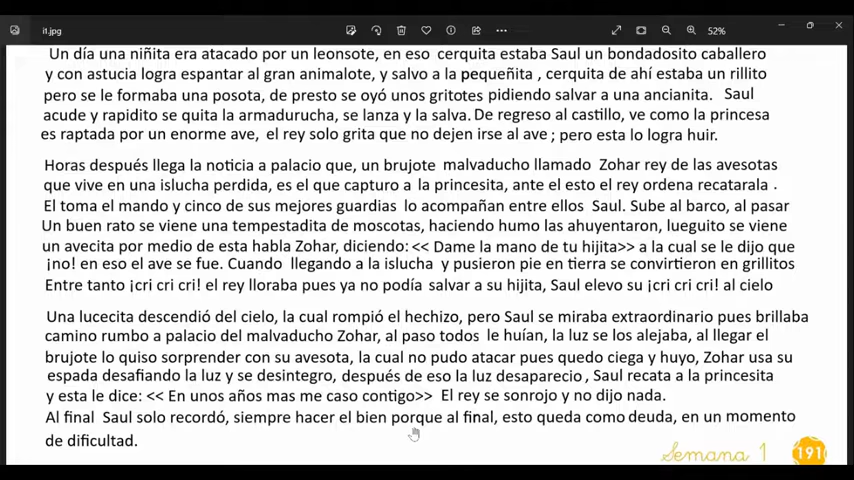 i1.jpg
52%
Un día una niñita era atacado por un leonsote, en eso cerquita estaba Saul un bondadosito caballero
y con astucia logra espantar al gran animalote, y salvo a la pequeñita , cerquita de ahí estaba un rillito
pero se le formaba una posota, de presto se oyó unos gritotes pidiendo salvar a una ancianita. Saul
acude y rapidito se quita la armadurucha, se lanza y la salva. De regreso al castillo, ve como la princesa
es raptada por un enorme ave, el rey solo grita que no dejen irse al ave ; pero esta lo logra huir.
Horas después llega la noticia a palacio que, un brujote malvaducho llamado Zohar rey de las avesotas
que vive en una islucha perdida, es el que capturo a la princesita, ante el esto el rey ordena recatarala .
El toma el mando y cinco de sus mejores guardias lo acompañan entre ellos Saul. Sube al barco, al pasar
Un buen rato se viene una tempestadita de moscotas, haciendo humo las ahuyentaron, lueguito se viene
un avecita por medio de esta habla Zohar, diciendo: << Dame la mano de tu hijita>> a la cual se le dijo que
¡no! en eso el ave se fue. Cuando llegando a la islucha y pusieron pie en tierra se convirtieron en grillitos
Entre tanto ¡cri cri cri! el rey lloraba pues ya no podía salvar a su hijita, Saul elevo su ¡cri cri cri! al cielo
Una lucecita descendió del cielo, la cual rompió el hechizo, pero Saul se miraba extraordinario pues brillaba
camino rumbo a palacio del malvaducho Zohar, al paso todos le huían, la luz se los alejaba, al llegar el
brujote lo quiso sorprender con su avesota, la cual no pudo atacar pues quedo ciega y huyo, Zohar usa su
espada desafiando la luz y se desintegro, después de eso la luz desaparecio, Saul recata a la princesita
y esta le dice: << En unos años mas me caso contigo>> El rey se sonrojo y no dijo nada.
Al final Saul solo recordó, siempre hacer el bien porque al final, esto queda como deuda, en un momento
de dificultad.
Semana 1 191